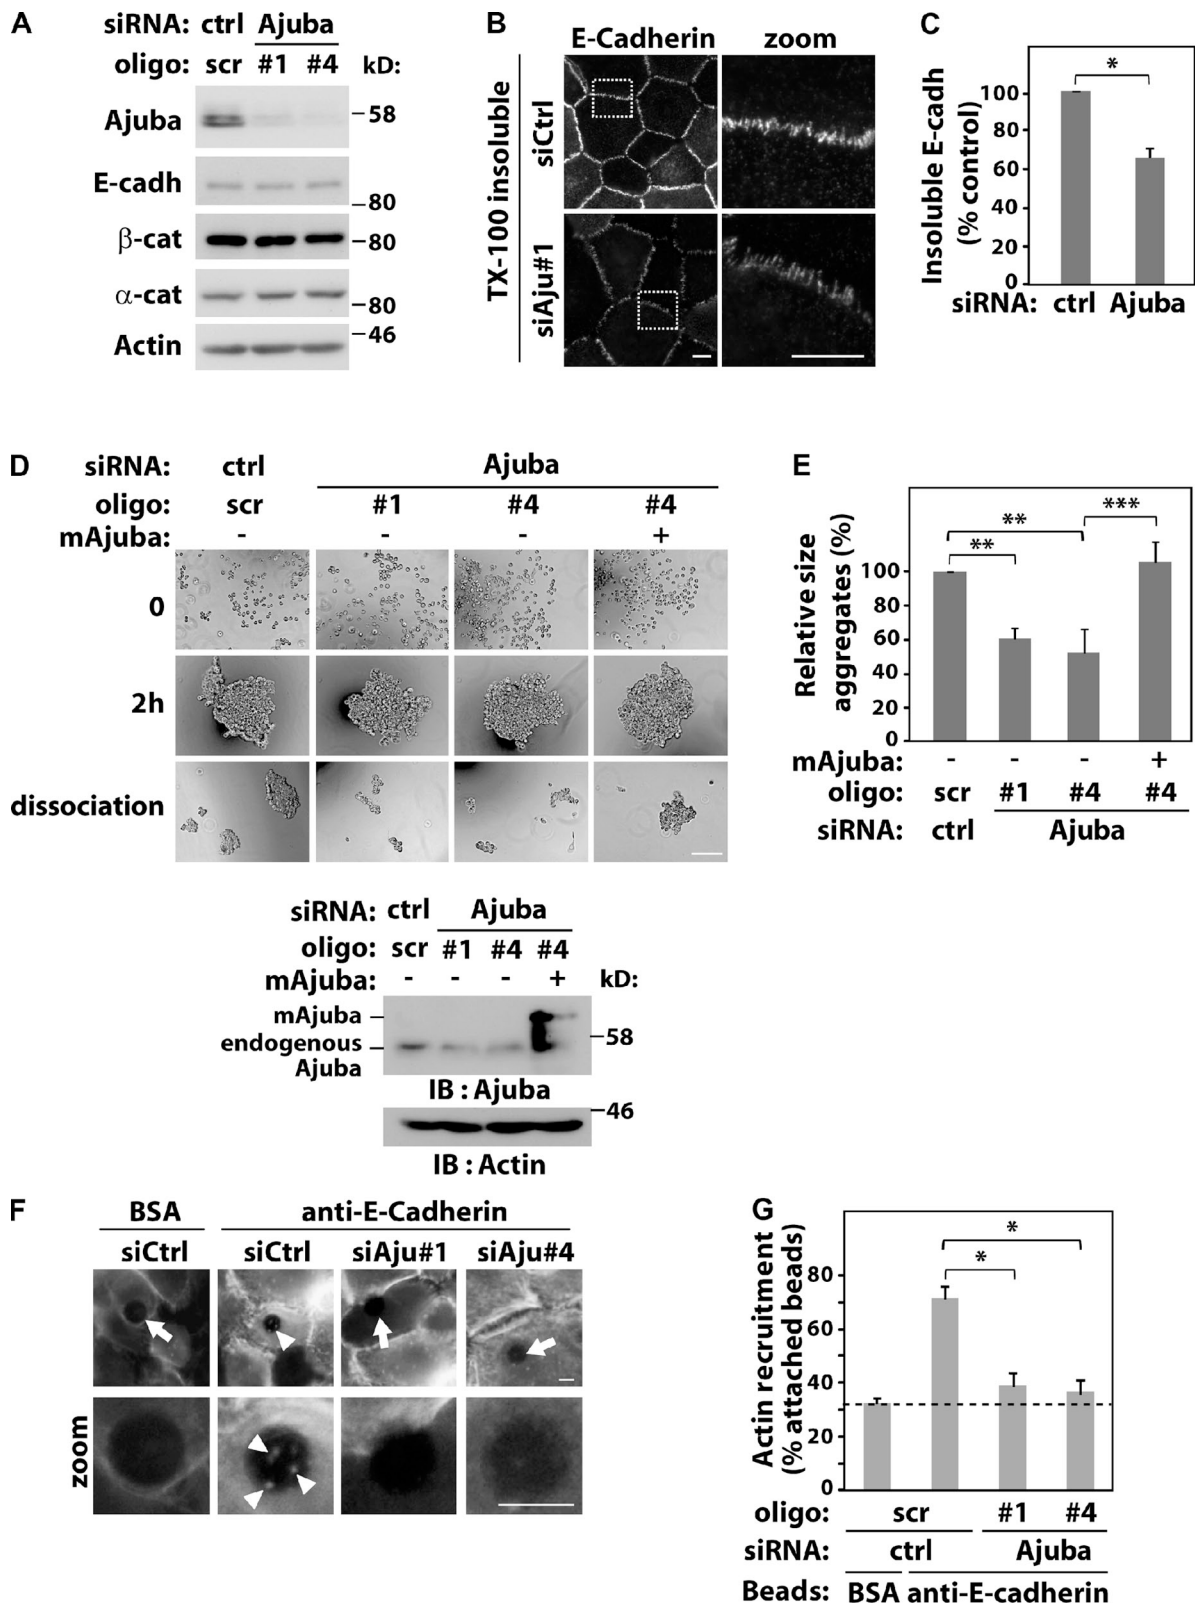 A
siRNA: ctrl Ajuba
oligo: scr #1 #4 kD:
Ajuba
58
E-cadh
80
β-cat
80
α-cat
80
46
Actin
B
E-Cadherin zoom
TX-100 insoluble
siCtrl
siAju#1
C
*
Insoluble E-cadh
(% control)
100
80
60
40
20
0
siRNA: ctrl Ajuba
D
siRNA: ctrl Ajuba
oligo: scr #1 #4 #4
mAjuba: - - - +
0
2h
dissociation
siRNA: ctrl Ajuba
oligo: scr #1 #4 #4
mAjuba: - - - + kD:
mAjuba
58
endogenous
Ajuba
IB : Ajuba
46
IB : Actin
E
** ** ***
Relative size
aggregates (%)
100
80
60
40
20
0
mAjuba: - - - +
oligo: scr #1 #4 #4
siRNA: ctrl Ajuba
F
BSA anti-E-Cadherin
siCtrl siCtrl siAju#1 siAju#4
zoom
G
* *
Actin recruitment
(% attached beads)
80
60
40
20
0
oligo: scr #1 #4
siRNA: ctrl Ajuba
Beads: BSA anti-E-cadherin